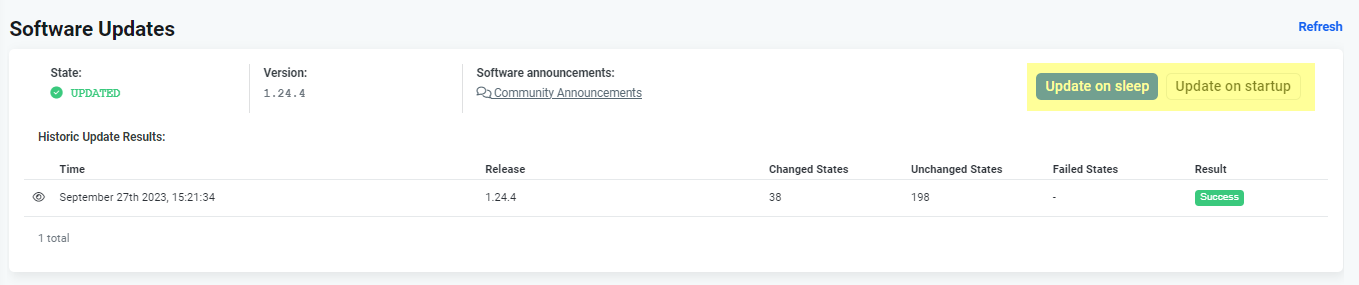 Software Updates
Refresh
State:
UPDATED
Version:
1.24.4
Software announcements:
Community Announcements
Update on sleep
Update on startup
Historic Update Results:
Time Release Changed States Unchanged States Failed States Result
September 27th 2023, 15:21:34 1.24.4 38 198 - Success
1 total